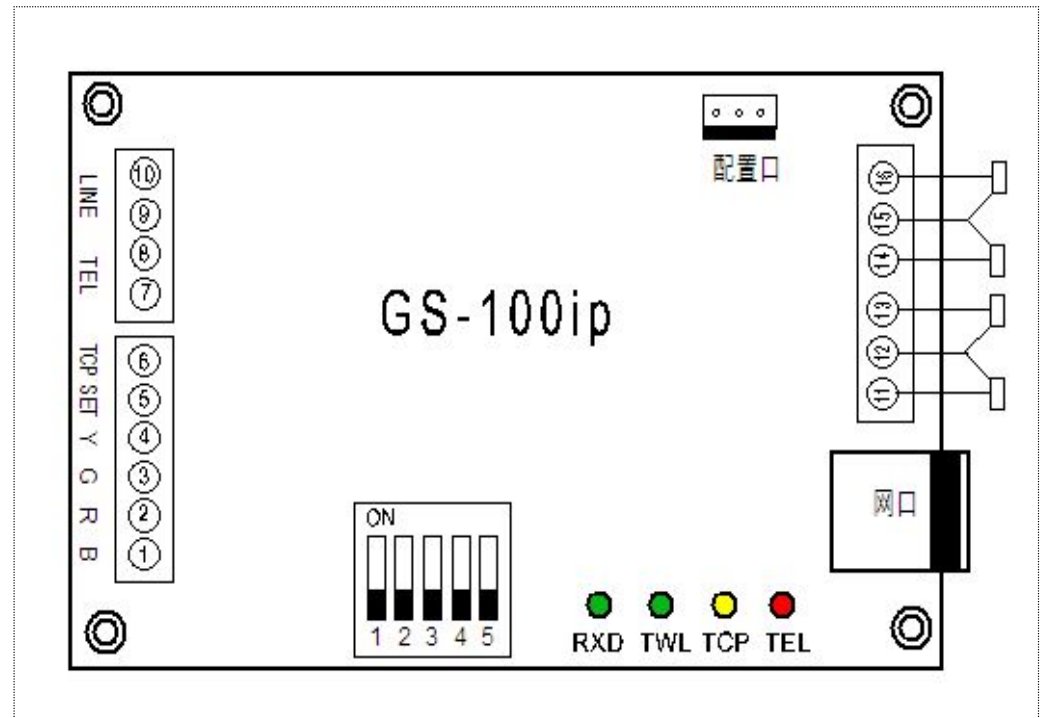 配置口
LINE
TEL
TCP SET
Y
G
R
B
10
9
8
7
6
5
4
3
2
1
GS-100ip
16
15
14
13
12
11
网口
ON
1 2 3 4 5
RXD TWL TCP TEL